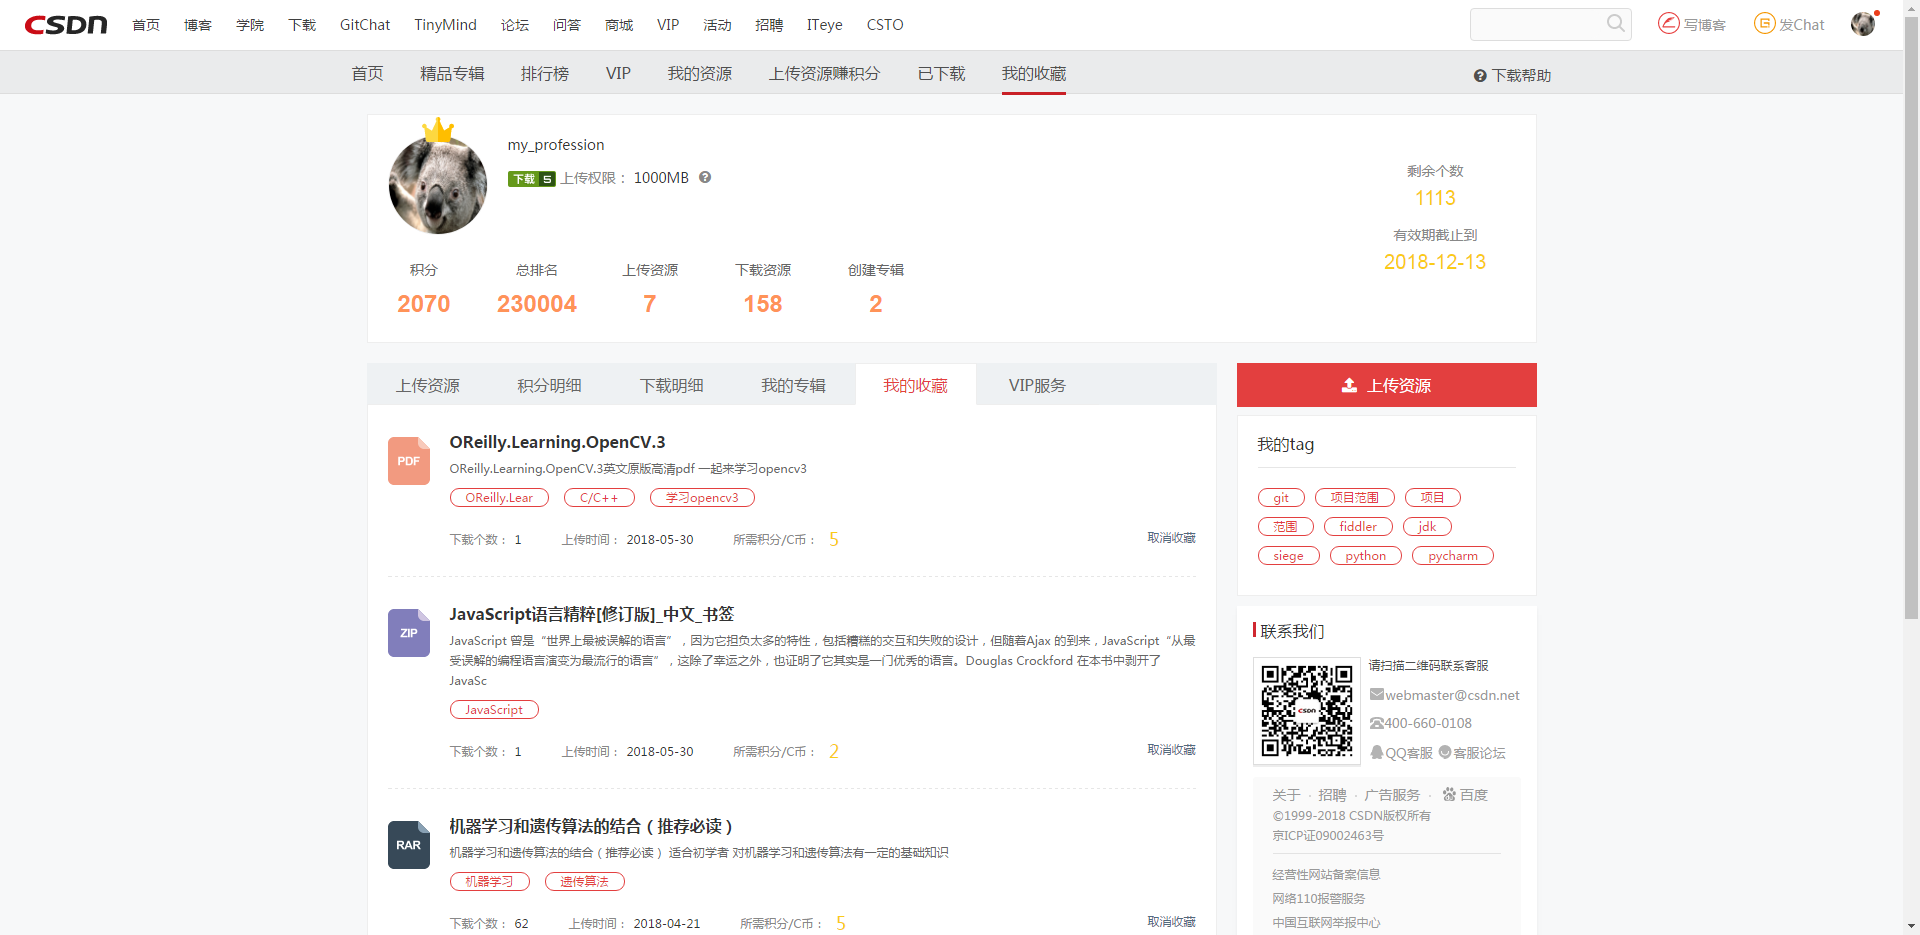 CSDN 首页 博客 学院 下载 GitChat TinyMind 论坛 问答 商城 VIP 活动 招聘 ITeye CSTO 写博客 发Chat
首页 精品专辑 排行榜 VIP 我的资源 上传资源赚积分 已下载 我的收藏 下载帮助
my_profession
下载 5 上传权限： 1000MB
剩余个数
1113
有效期截止到
2018-12-13
积分 总排名 上传资源 下载资源 创建专辑
2070 230004 7 158 2
上传资源 积分明细 下载明细 我的专辑 我的收藏 VIP服务
PDF
OReilly.Learning.OpenCV.3
OReilly.Learning.OpenCV.3英文原版高清pdf 一起来学习opencv3
OReilly.Lear C/C++ 学习opencv3
下载个数： 1 上传时间： 2018-05-30 所需积分/C币： 5 取消收藏
ZIP
JavaScript语言精粹[修订版]_中文_书签
JavaScript 曾是“世界上最被误解的语言”，因为它担负太多的特性，包括糟糕的交互和失败的设计，但随着Ajax 的到来，JavaScript“从最
受误解的编程语言演变为最流行的语言”，这除了幸运之外，也证明了它其实是一门优秀的语言。Douglas Crockford 在本书中剥开了
JavaSc
JavaScript
下载个数： 1 上传时间： 2018-05-30 所需积分/C币： 2 取消收藏
RAR
机器学习和遗传算法的结合（推荐必读）
机器学习和遗传算法的结合（推荐必读） 适合初学者 对机器学习和遗传算法有一定的基础知识
机器学习 遗传算法
下载个数： 62 上传时间： 2018-04-21 所需积分/C币： 5 取消收藏
上传资源
我的tag
git 项目范围 项目
范围 fiddler jdk
siege python pycharm
联系我们
CSDN
请扫描二维码联系客服
webmaster@csdn.net
400-660-0108
QQ客服 客服论坛
关于 · 招聘 · 广告服务 · 百度
©1999-2018 CSDN版权所有
京ICP证09002463号
经营性网站备案信息
网络110报警服务
中国互联网举报中心